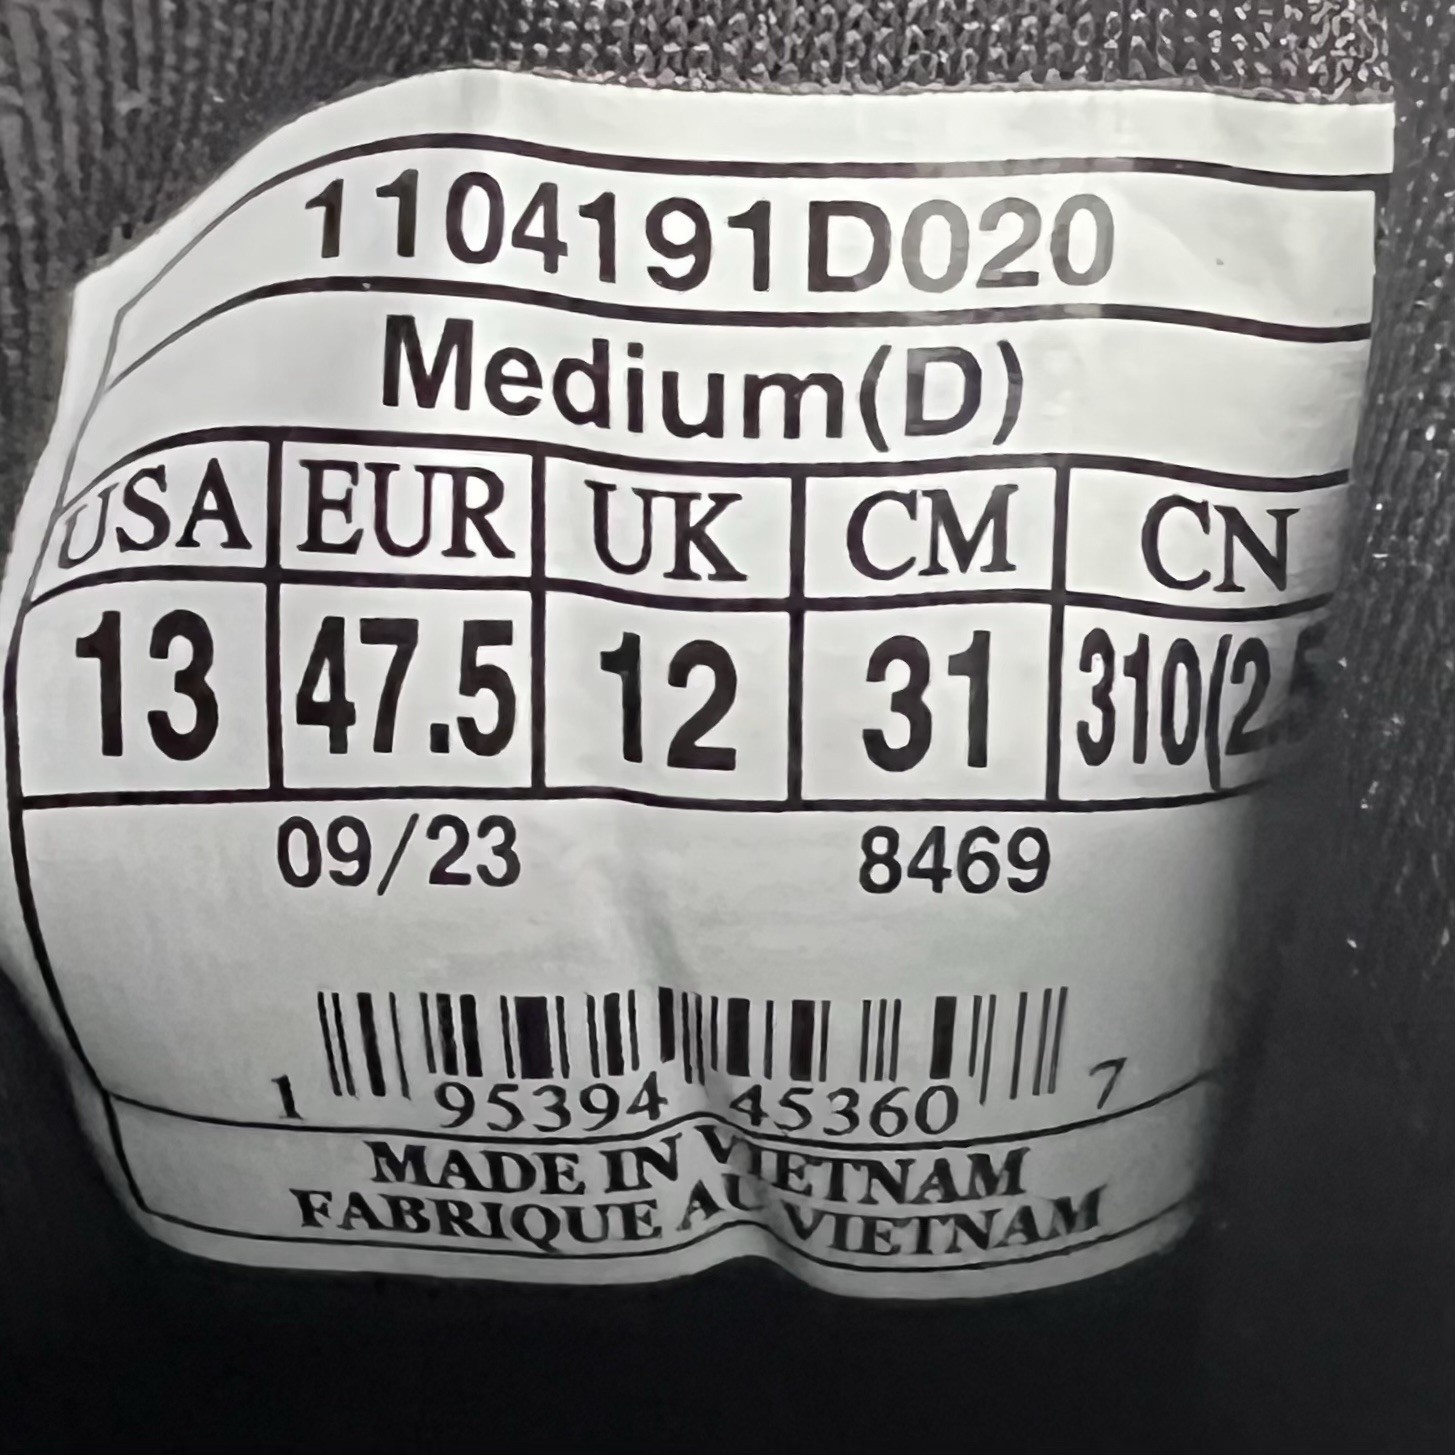 1104191D020
Medium(D)
USA EUR UK CM CN
13 47.5 12 31 310(2.5
09/23 8469
1 95394 45360 7
MADE IN VIETNAM
FABRIQUE AU VIETNAM